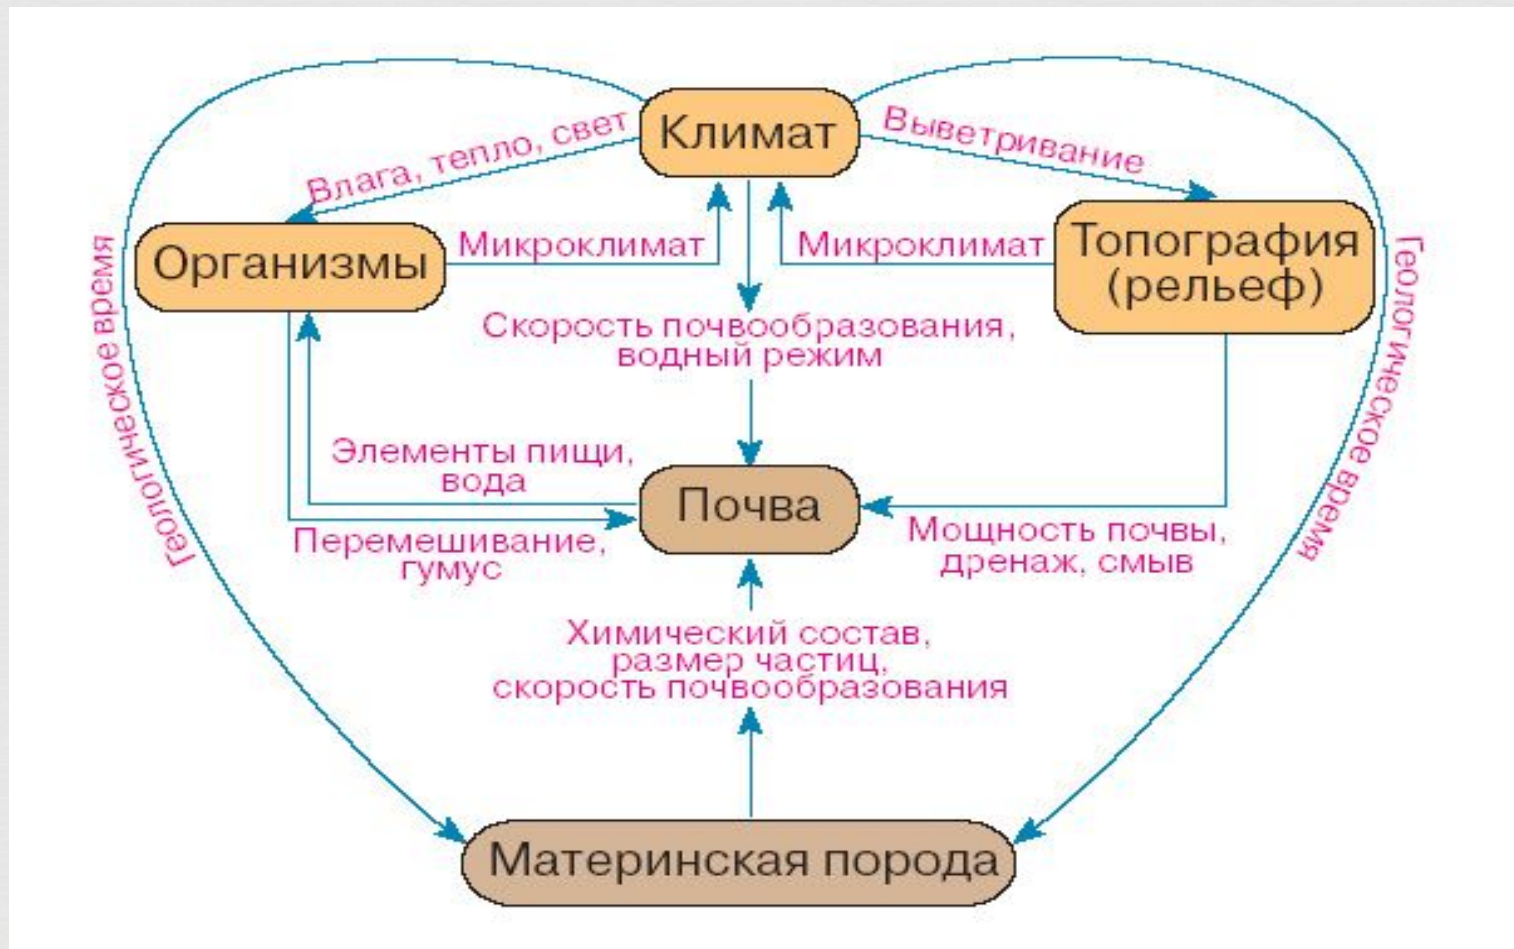 Климат
Влага, тепло, свет
Выветривание
Организмы
Микроклимат
Микроклимат
Топография
(рельеф)
Геологическое время
Геологическое время
Скорость почвообразования,
водный режим
Элементы пищи,
вода
Почва
Перемешивание,
гумус
Мощность почвы,
дренаж, смыв
Химический состав,
размер частиц,
скорость почвообразования
Материнская порода